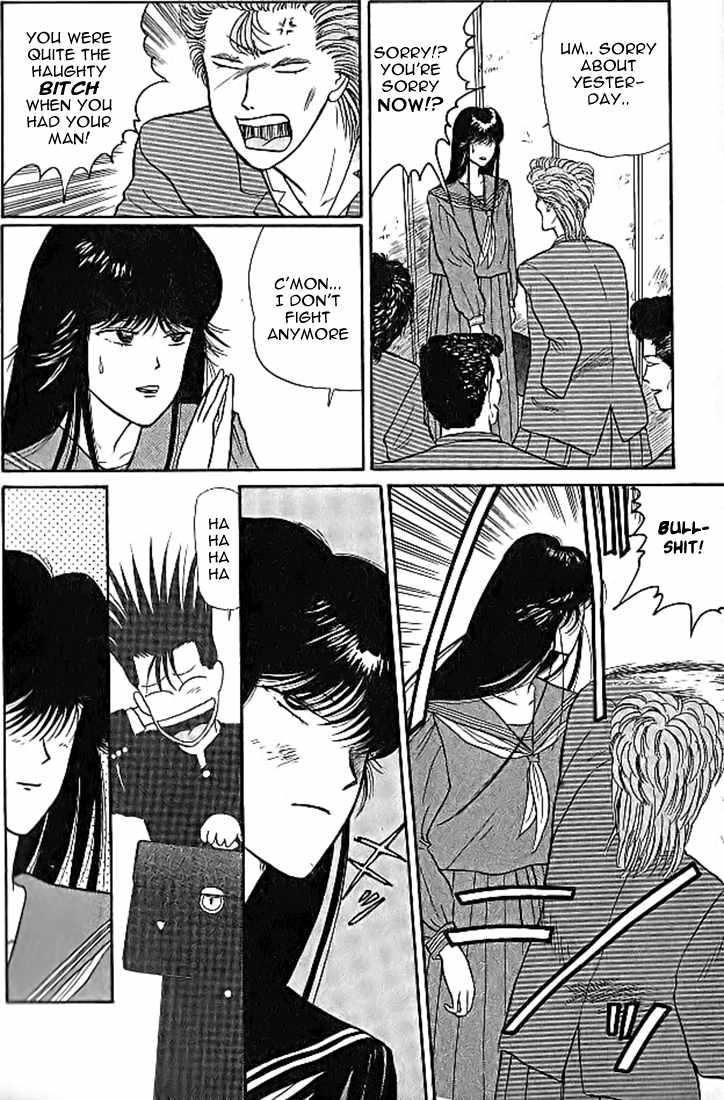 UM.. SORRY
ABOUT
YESTER-
DAY..
SORRY!?
YOU'RE
SORRY
NOW!?
YOU WERE
QUITE THE
HAUGHTY
BITCH
WHEN YOU
HAD YOUR
MAN!
C'MON...
I DON'T
FIGHT
ANYMORE
BULL-
SHIT!
HA
HA
HA
HA